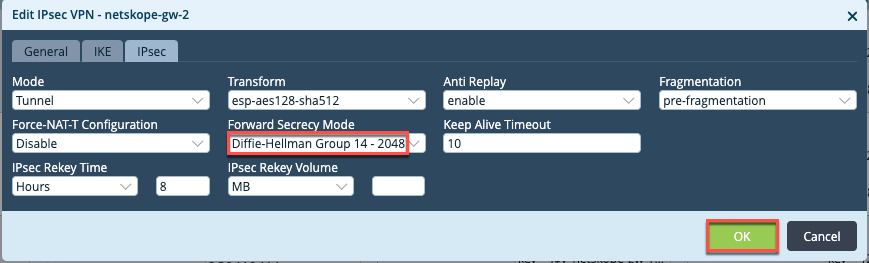 Edit IPsec VPN - netskope-gw-2
General IKE IPsec
Mode Transform Anti Replay Fragmentation
Tunnel esp-aes128-sha512 enable pre-fragmentation
Force-NAT-T Configuration Forward Secrecy Mode Keep Alive Timeout
Disable Diffie-Hellman Group 14 - 2048 10
IPsec Rekey Time IPsec Rekey Volume
Hours 8 MB
OK Cancel